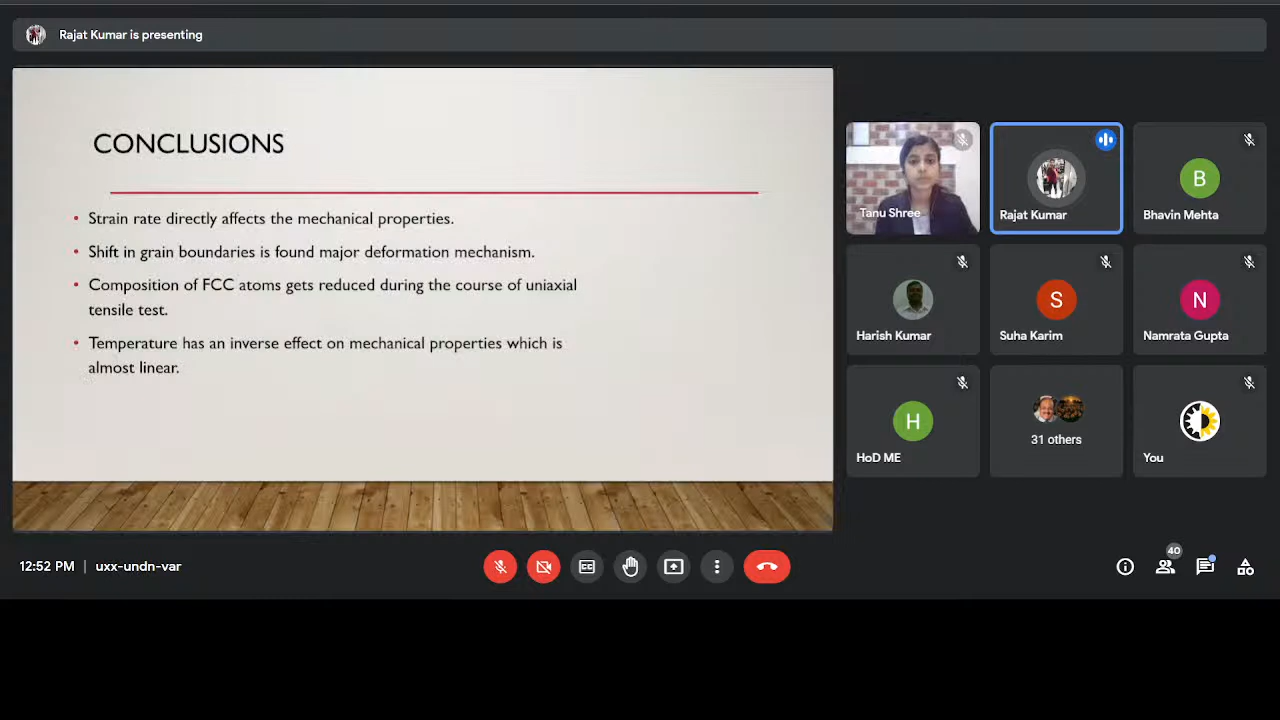 Rajat Kumar is presenting
CONCLUSIONS
• Strain rate directly affects the mechanical properties.
• Shift in grain boundaries is found major deformation mechanism.
• Composition of FCC atoms gets reduced during the course of uniaxial
tensile test.
• Temperature has an inverse effect on mechanical properties which is
almost linear.
Tanu Shree
Rajat Kumar
B
Bhavin Mehta
Harish Kumar
S
Suha Karim
N
Namrata Gupta
H
HoD ME
31 others
You
12:52 PM | uxx-undn-var
CC
40